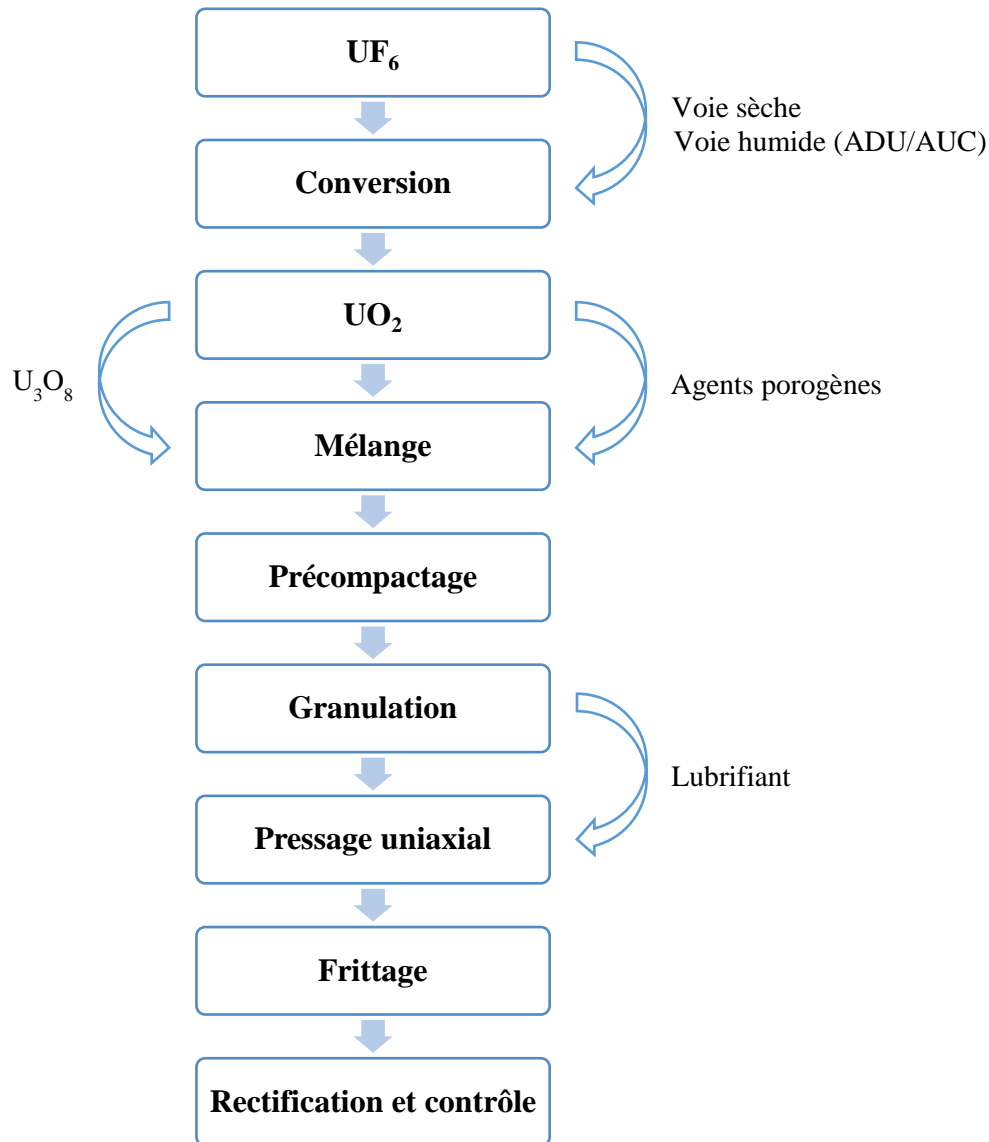 UF₆
Voie sèche
Voie humide (ADU/AUC)
Conversion
UO₂
U₃O₈
Agents porogènes
Mélange
Précompactage
Granulation
Lubrifiant
Pressage uniaxial
Frittage
Rectification et contrôle